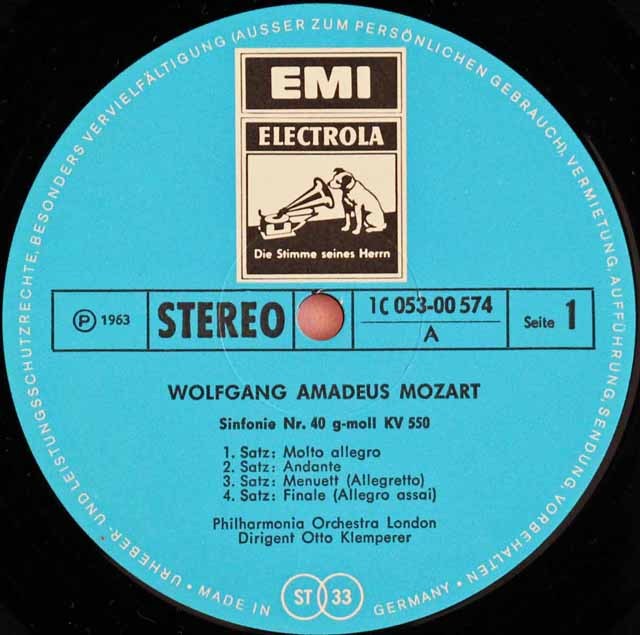 EMI
ELECTROLA
Die Stimme seines Herrn
Ⓟ 1963
STEREO
1C 053-00 574
A
Seite 1
WOLFGANG AMADEUS MOZART
Sinfonie Nr. 40 g-moll KV 550
1. Satz: Molto allegro
2. Satz: Andante
3. Satz: Menuett (Allegretto)
4. Satz: Finale (Allegro assai)
Philharmonia Orchestra London
Dirigent Otto Klemperer
URHEBER- UND LEISTUNGSSCHUTZRECHTE, BESONDERS VERVIELFÄLTIGUNG (AUSSER ZUM PERSÖNLICHEN GEBRAUCH), VERMIETUNG, AUFFÜHRUNG, SENDUNG VORBEHALTEN •
• MADE IN GERMANY •
ST 33